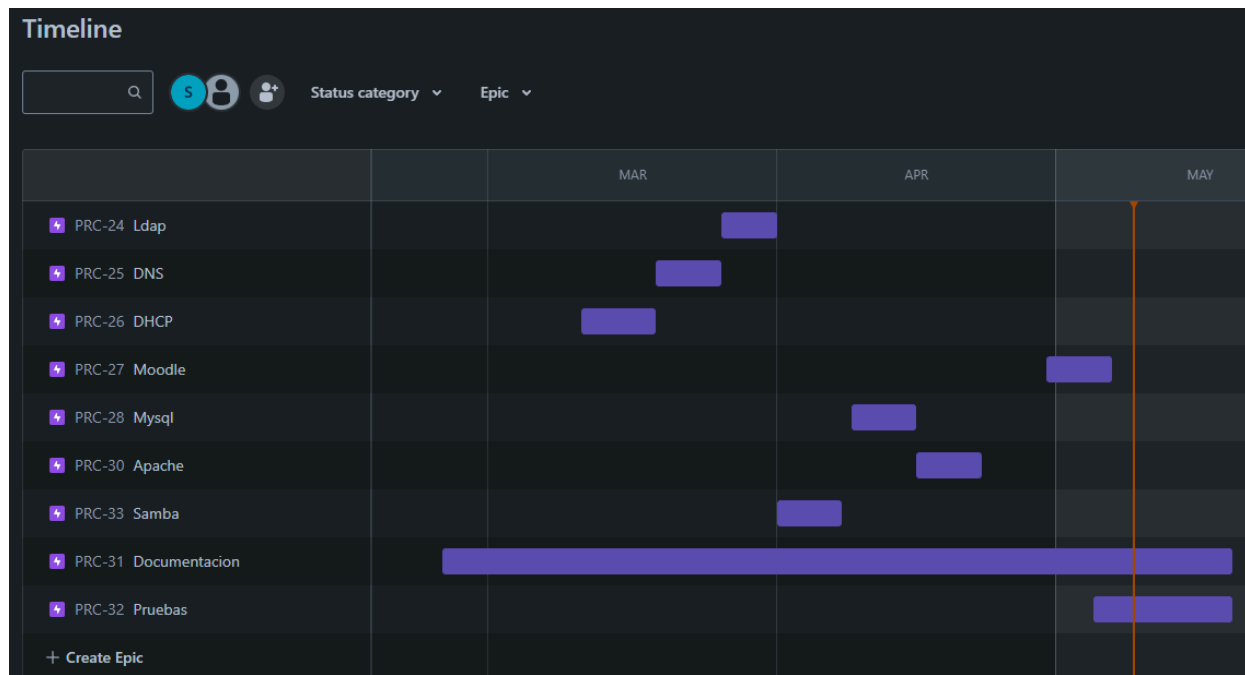 Timeline
S
Status category
Epic
MAR APR MAY
PRC-24 Ldap
PRC-25 DNS
PRC-26 DHCP
PRC-27 Moodle
PRC-28 Mysql
PRC-30 Apache
PRC-33 Samba
PRC-31 Documentacion
PRC-32 Pruebas
+ Create Epic